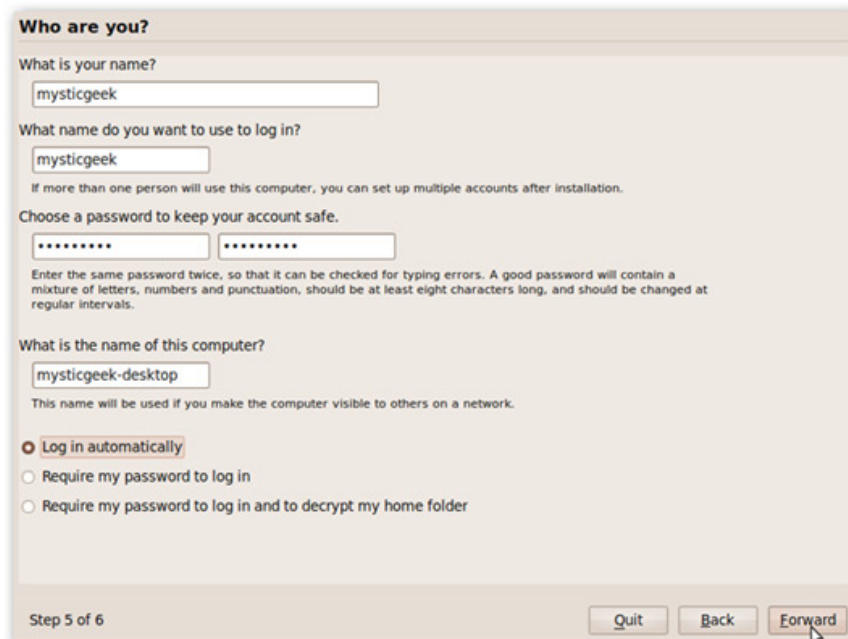 Who are you?
What is your name?
mysticgeek
What name do you want to use to log in?
mysticgeek
If more than one person will use this computer, you can set up multiple accounts after installation.
Choose a password to keep your account safe.
••••••••• •••••••••
Enter the same password twice, so that it can be checked for typing errors. A good password will contain a
mixture of letters, numbers and punctuation, should be at least eight characters long, and should be changed at
regular intervals.
What is the name of this computer?
mysticgeek-desktop
This name will be used if you make the computer visible to others on a network.
Log in automatically
Require my password to log in
Require my password to log in and to decrypt my home folder
Step 5 of 6 Quit Back Forward